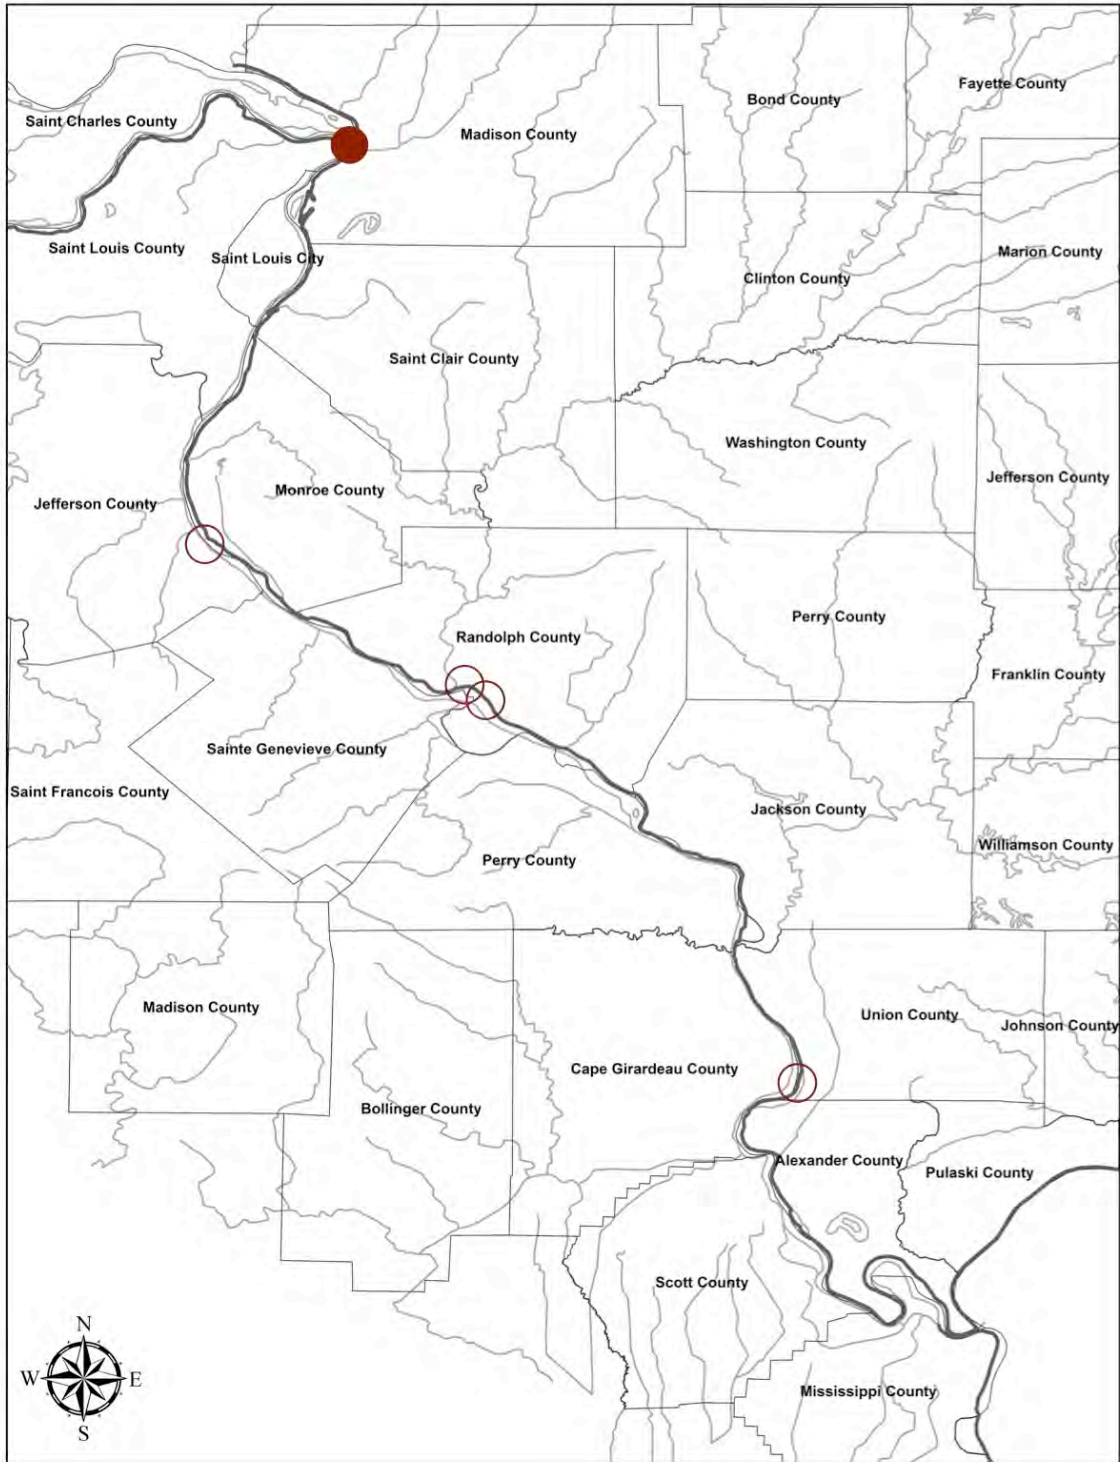 Fayette County
Bond County
Saint Charles County
Madison County
Saint Louis County
Saint Louis City
Marion County
Clinton County
Saint Clair County
Washington County
Jefferson County
Monroe County
Jefferson County
Perry County
Randolph County
Franklin County
Sainte Genevieve County
Saint Francois County
Jackson County
Williamson County
Perry County
Madison County
Union County
Johnson County
Cape Girardeau County
Bollinger County
Alexander County
Pulaski County
Scott County
N
W E
S
Mississippi County